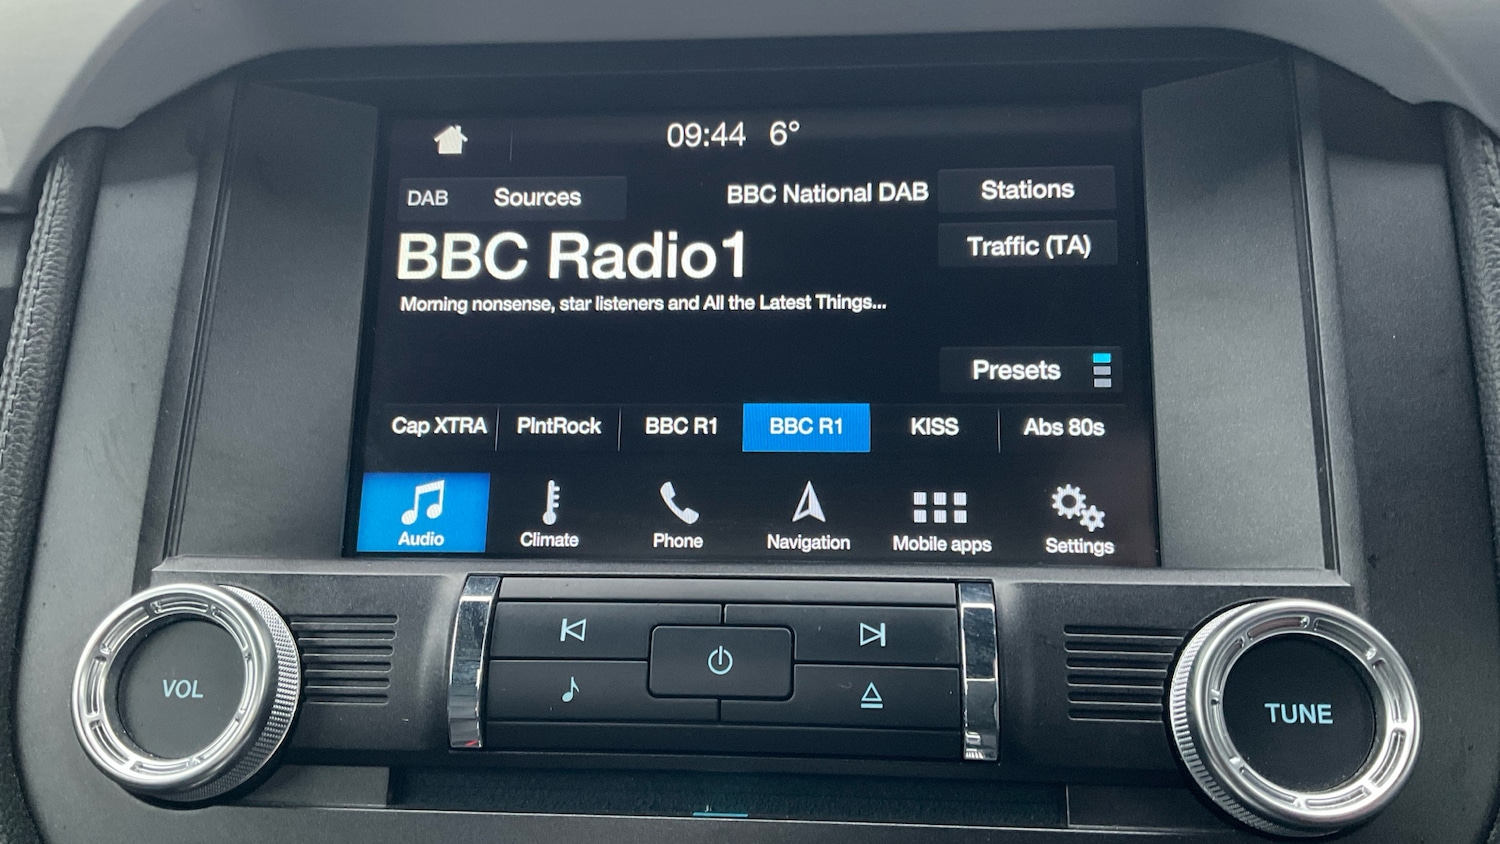 09:44 6°
DAB Sources BBC National DAB Stations
BBC Radio1 Traffic (TA)
Morning nonsense, star listeners and All the Latest Things...
Presets
Cap XTRA PlntRock BBC R1 BBC R1 KISS Abs 80s
Audio Climate Phone Navigation Mobile apps Settings
VOL TUNE